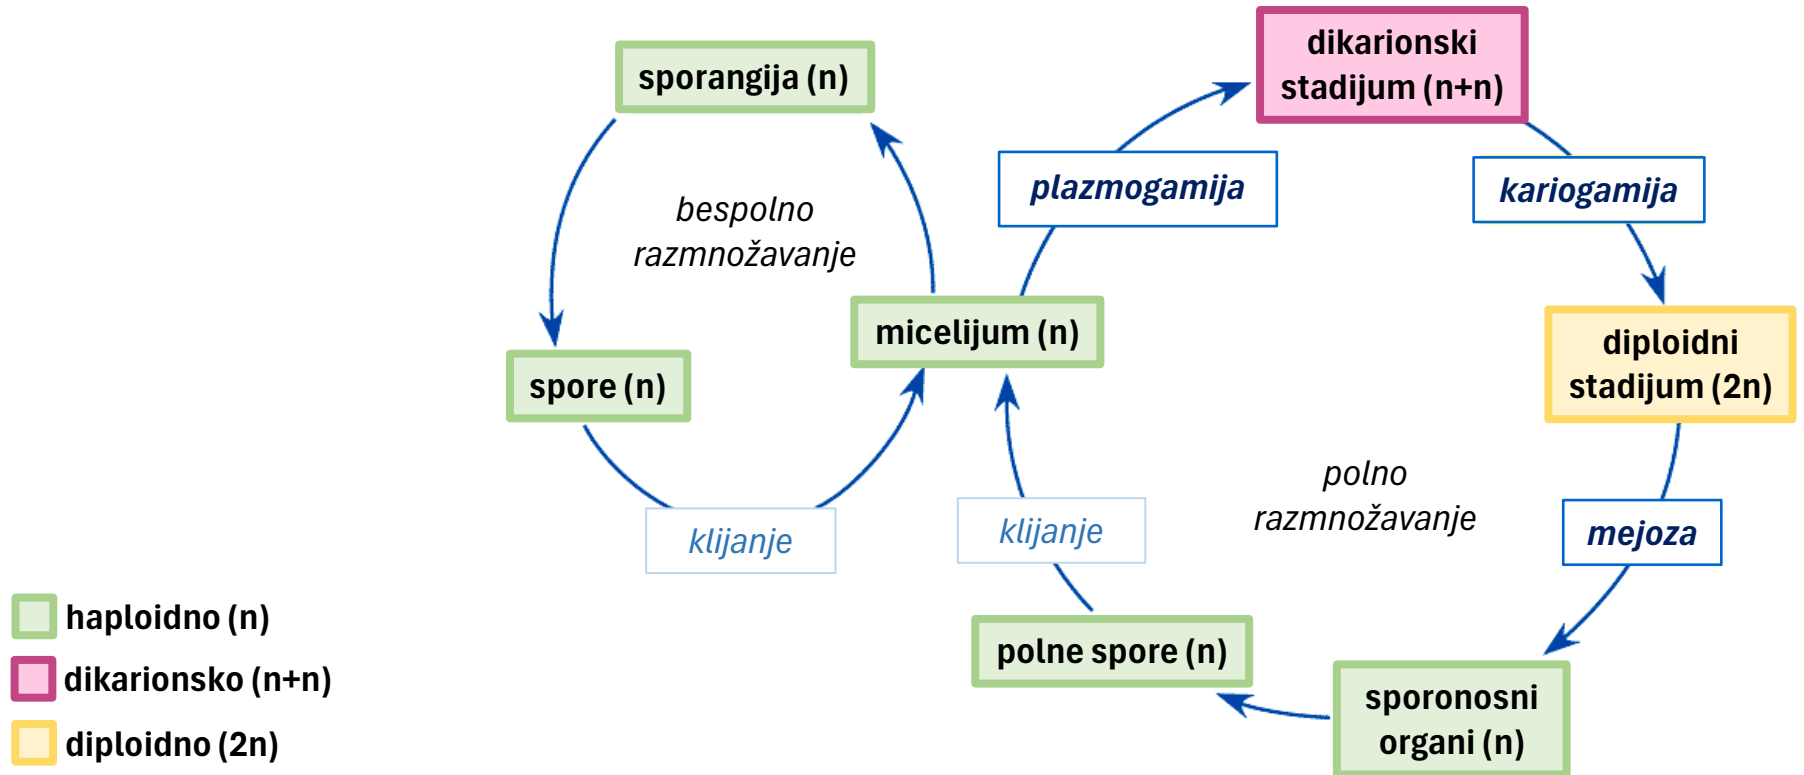 sporangija (n)
bespolno
razmnožavanje
spore (n)
klijanje
micelijum (n)
plazmogamija
dikarionski
stadijum (n+n)
kariogamija
diploidni
stadijum (2n)
mejoza
polno
razmnožavanje
sporonosni
organi (n)
polne spore (n)
klijanje
haploidno (n)
dikarionsko (n+n)
diploidno (2n)